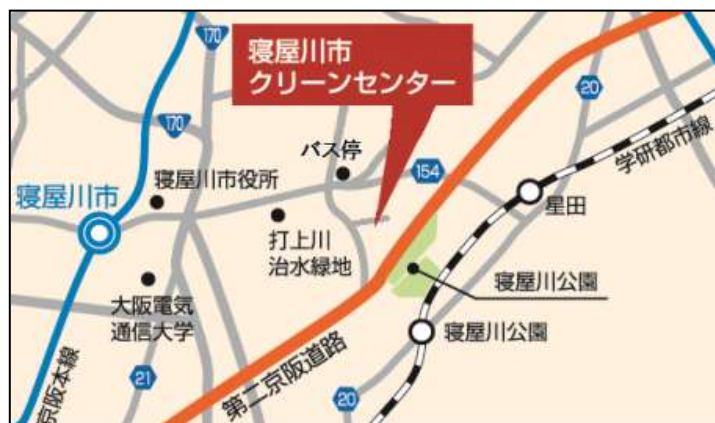 170
寝屋川市
クリーンセンター
20
170
バス停
154
学研都市線
寝屋川市役所
寝屋川市
星田
打上川
治水緑地
寝屋川公園
大阪電気
通信大学
寝屋川公園
第二京阪道路
京阪本線
21
20